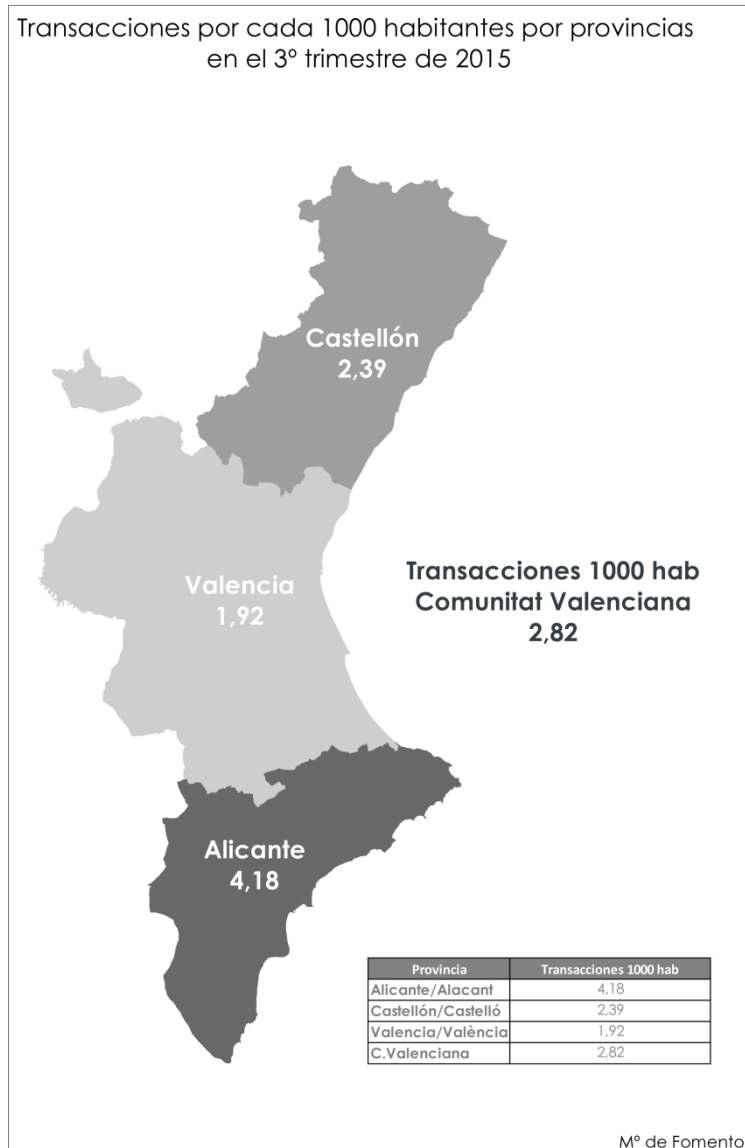 Transacciones por cada 1000 habitantes por provincias
en el 3º trimestre de 2015
Castellón
2,39
Valencia
1,92
Transacciones 1000 hab
Comunitat Valenciana
2,82
Alicante
4,18
Provincia Transacciones 1000 hab
Alicante/Alacant 4,18
Castellón/Castelló 2,39
Valencia/València 1,92
C.Valenciana 2,82
Mº de Fomento